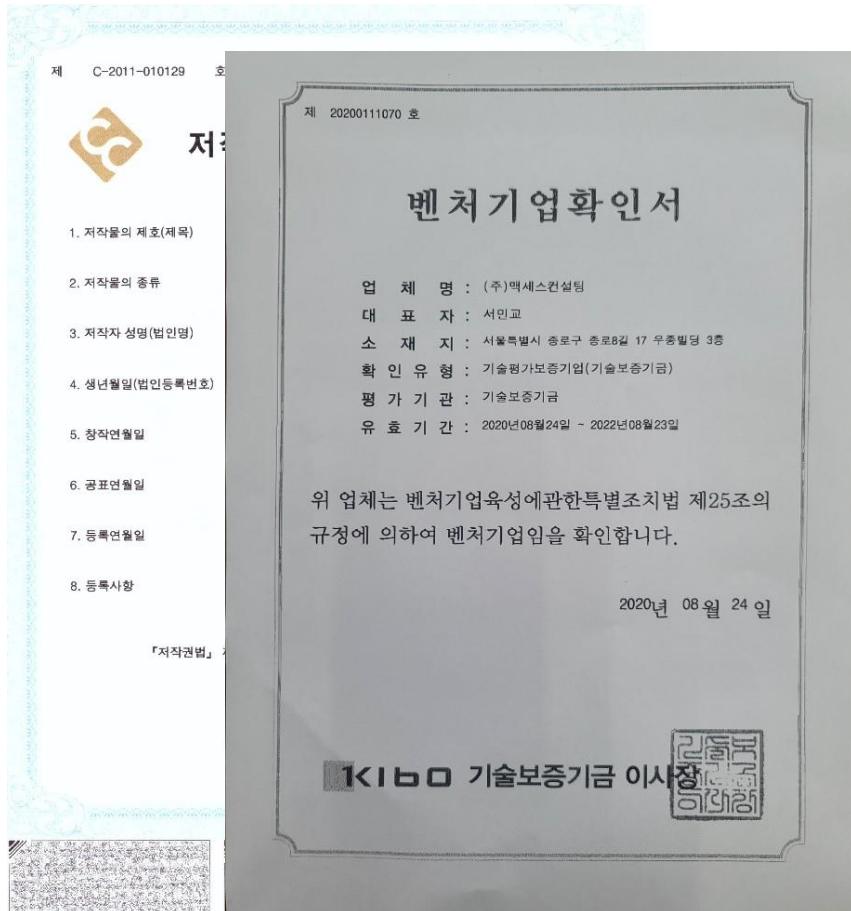 제 C-2011-010129 호
저작
1. 저작물의 제호(제목)
2. 저작물의 종류
3. 저작자 성명(법인명)
4. 생년월일(법인등록번호)
5. 창작연월일
6. 공표연월일
7. 등록연월일
8. 등록사항
『저작권법』
제 20200111070 호
벤처기업확인서
업 체 명 : (주)맥세스컨설팅
대 표 자 : 서민교
소 재 지 : 서울특별시 종로구 종로8길 17 우종빌딩 3층
확 인 유 형 : 기술평가보증기업(기술보증기금)
평 가 기 관 : 기술보증기금
유 효 기 간 : 2020년08월24일 ~ 2022년08월23일
위 업체는 벤처기업육성에관한특별조치법 제25조의
규정에 의하여 벤처기업임을 확인합니다.
2020년 08월 24일
KIBO 기술보증기금 이사장